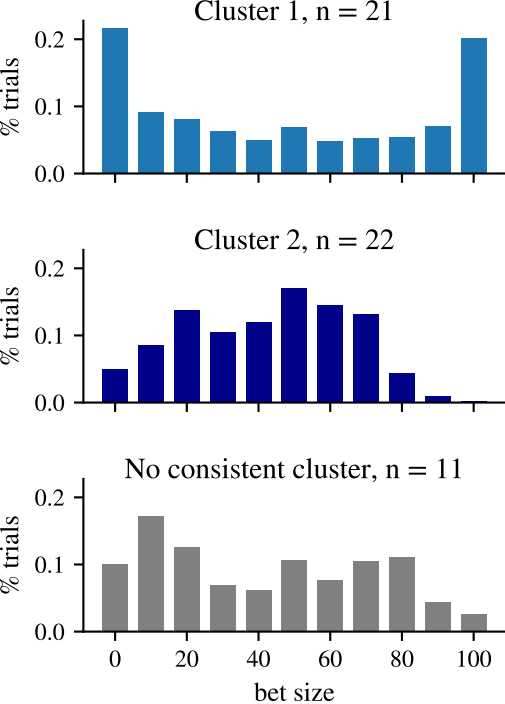 Cluster 1, n = 21
% trials
0.2
0.1
0.0
Cluster 2, n = 22
% trials
0.2
0.1
0.0
No consistent cluster, n = 11
% trials
0.2
0.1
0.0
0 20 40 60 80 100
bet size